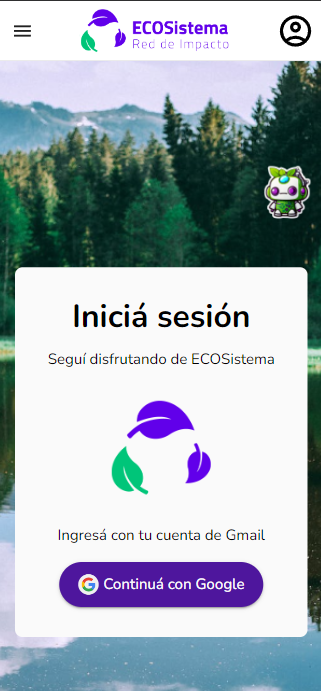 ECOSistema
Red de Impacto
Iniciá sesión
Seguí disfrutando de ECOSistema
Ingresá con tu cuenta de Gmail
Continuá con Google